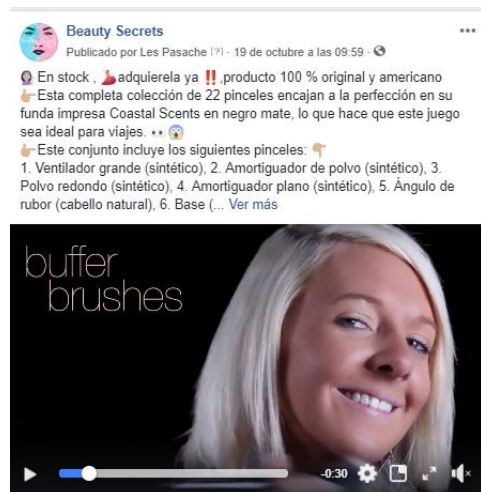 Beauty Secrets
Publicado por Les Pasache [?] · 19 de octubre a las 09:59 ·
En stock , adquierela ya ‼ ,producto 100 % original y americano
Esta completa colección de 22 pinceles encajan a la perfección en su
funda impresa Coastal Scents en negro mate, lo que hace que este juego
sea ideal para viajes.
Este conjunto incluye los siguientes pinceles:
1. Ventilador grande (sintético), 2. Amortiguador de polvo (sintético), 3.
Polvo redondo (sintético), 4. Amortiguador plano (sintético), 5. Ángulo de
rubor (cabello natural), 6. Base (... Ver más
buffer
brushes
-0:30